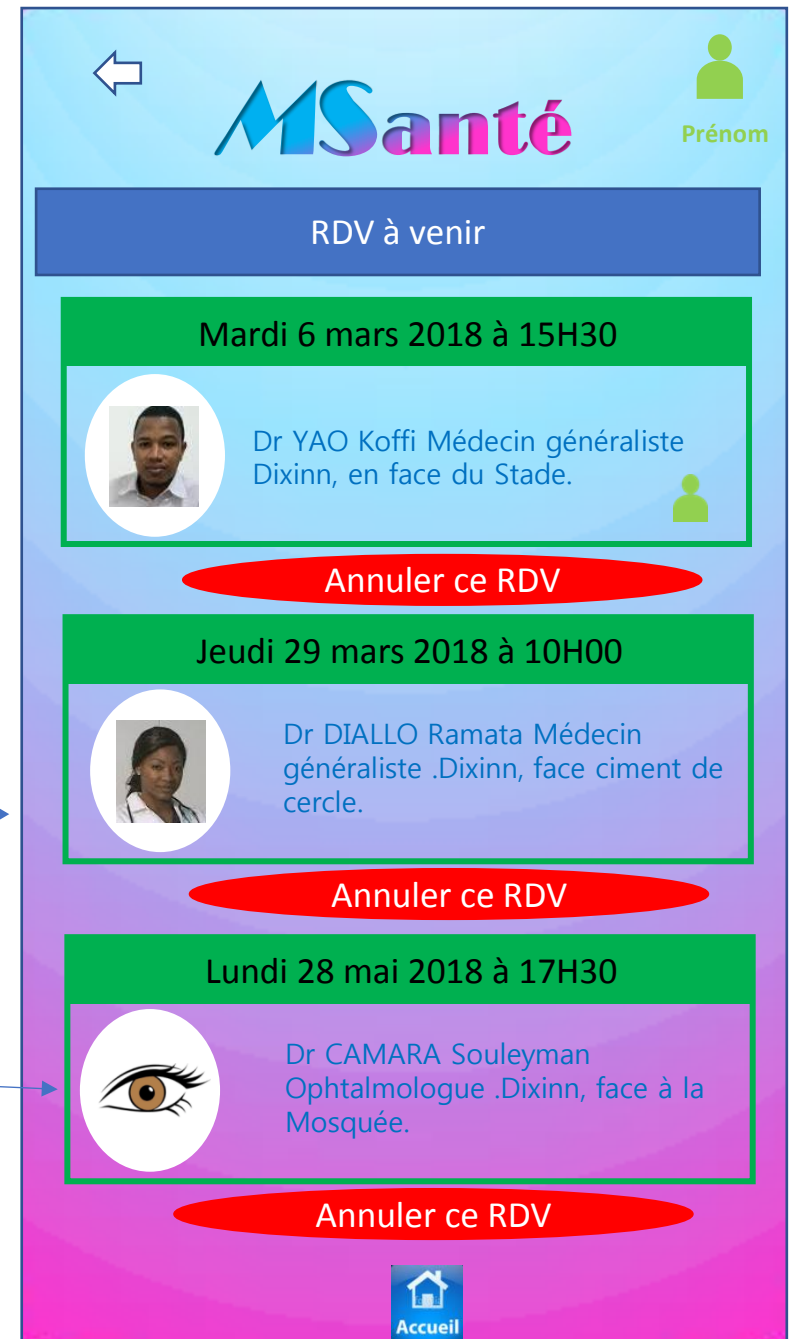 MSanté
Prénom
RDV à venir
Mardi 6 mars 2018 à 15H30
Dr YAO Koffi Médecin généraliste
Dixinn, en face du Stade.
Annuler ce RDV
Jeudi 29 mars 2018 à 10H00
Dr DIALLO Ramata Médecin
généraliste .Dixinn, face ciment de
cercle.
Annuler ce RDV
Lundi 28 mai 2018 à 17H30
Dr CAMARA Souleyman
Ophtalmologue .Dixinn, face à la
Mosquée.
Annuler ce RDV
Accueil